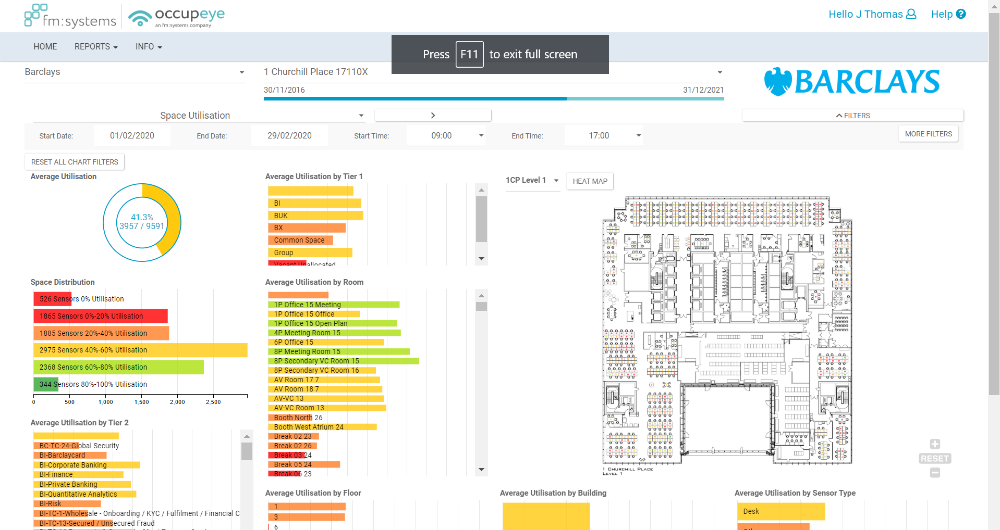 fm:systems
occupeye
an fm:systems company
Hello J Thomas
Help ?
HOME
REPORTS
INFO
Press F11 to exit full screen
Barclays
1 Churchill Place 17110X
30/11/2016
31/12/2021
BARCLAYS
Space Utilisation
FILTERS
Start Date:
01/02/2020
End Date:
29/02/2020
Start Time:
09:00
End Time:
17:00
MORE FILTERS
RESET ALL CHART FILTERS
Average Utilisation
41.3%
3957 / 9591
Average Utilisation by Tier 1
BI
BUK
BX
Common Space
Group
Vacant Unallocated
1CP Level 1
HEAT MAP
Space Distribution
526 Sensors 0% Utilisation
1865 Sensors 0%-20% Utilisation
1885 Sensors 20%-40% Utilisation
2975 Sensors 40%-60% Utilisation
2368 Sensors 60%-80% Utilisation
344 Sensors 80%-100% Utilisation
0 500 1,000 1,500 2,000 2,500
Average Utilisation by Room
1P Office 15 Meeting
1P Office 15 Office
1P Office 15 Open Plan
4P Meeting Room 15
6P Office 15
8P Meeting Room 15
8P Secondary VC Room 15
8P Secondary VC Room 16
AV Room 17 7
AV Room 18 7
AV-VC 13
AV-VC Room 13
Booth North 26
Booth West Atrium 24
Break 02 23
Break 02 26
Break 03 24
Break 05 24
Break 06 23
1 CHURCHILL PLACE
LEVEL 1
RESET
Average Utilisation by Tier 2
BC-TC-24-Global Security
BI-Barclaycard
BI-Corporate Banking
BI-Finance
BI-Private Banking
BI-Quantitative Analytics
BI-Risk
BI-TC-1-Wholesale - Onboarding / KYC / Fulfilment / Financial C
BI-TC-13-Secured / Unsecured Fraud
Average Utilisation by Floor
1
3
6
Average Utilisation by Building
Average Utilisation by Sensor Type
Desk